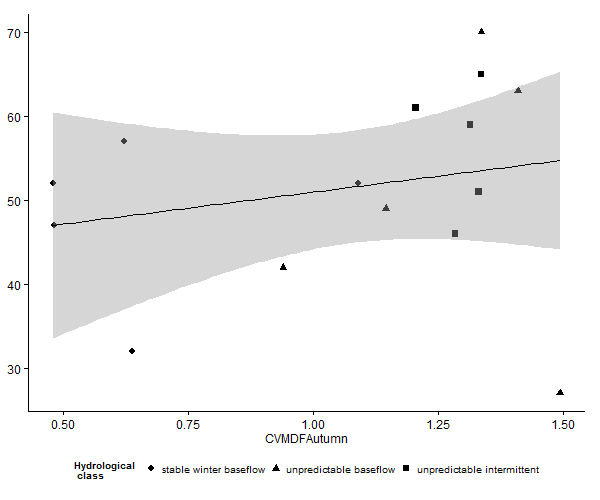 70
60
50
40
30
0.50 0.75 1.00 1.25 1.50
CVMDFAutumn
Hydrological
class
stable winter baseflow unpredictable baseflow unpredictable intermittent